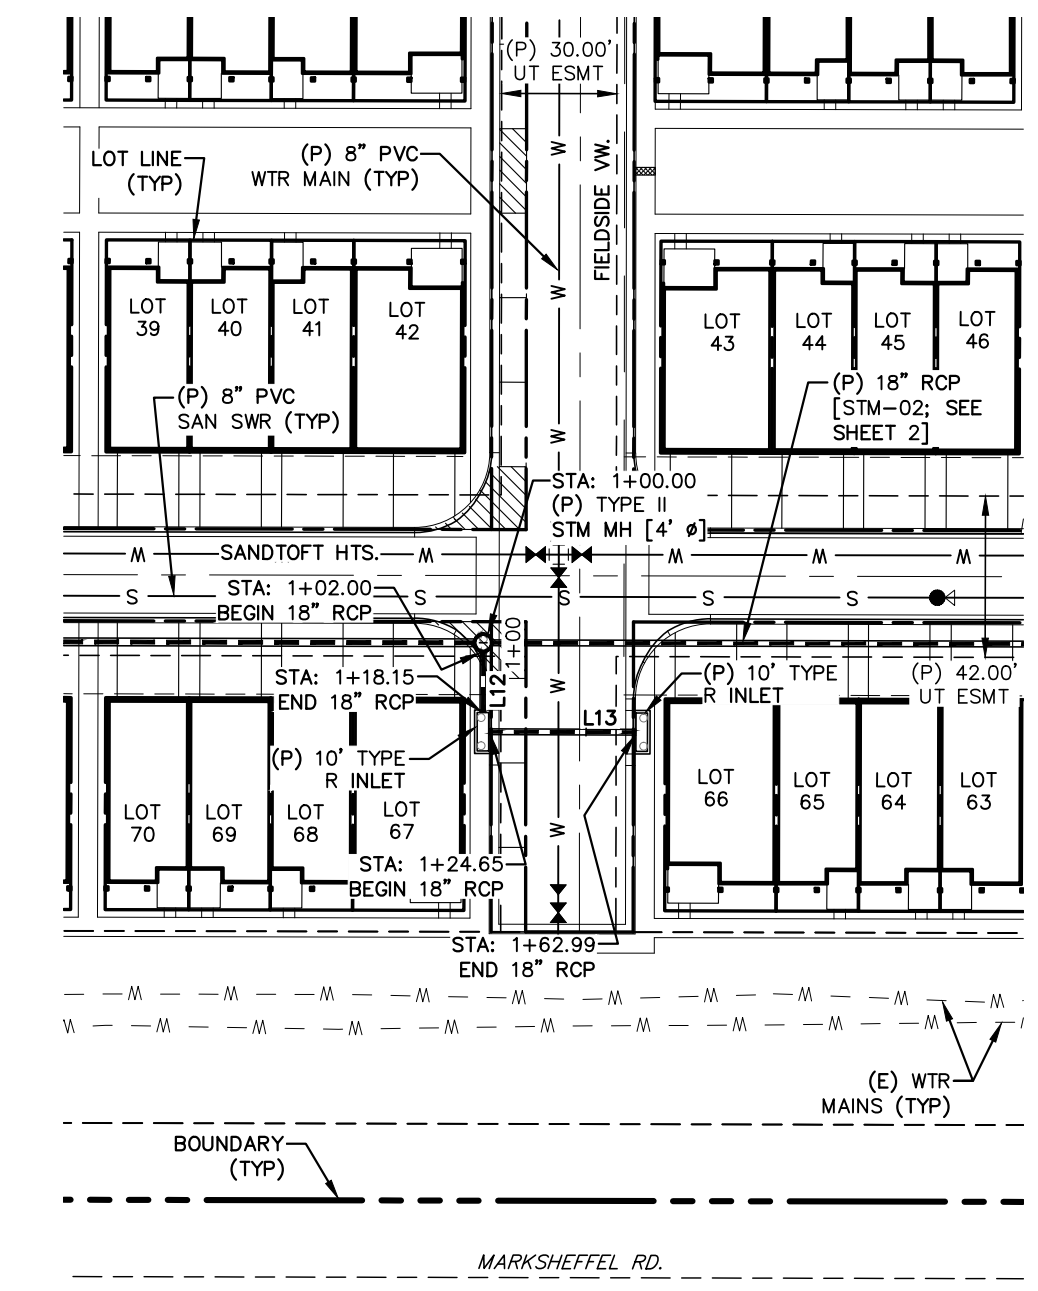 (P) 30.00'
UT ESMT
LOT LINE
(TYP)
(P) 8" PVC
WTR MAIN (TYP)
W
FIELDSIDE VW.
W
LOT
39
LOT
40
LOT
41
LOT
42
LOT
43
LOT
44
LOT
45
LOT
46
(P) 8" PVC
SAN SWR (TYP)
(P) 18" RCP
[STM-02; SEE
SHEET 2]
W
STA: 1+00.00
(P) TYPE II
STM MH [4' Ø]
W
SANDTOFT HTS.
W
W
W
W
STA: 1+02.00
BEGIN 18" RCP
S
S
S
S
S
1+00
STA: 1+18.15
END 18" RCP
L12
W
(P) 10' TYPE
R INLET
(P) 42.00'
UT ESMT
L13
(P) 10' TYPE
R INLET
LOT
70
LOT
69
LOT
68
LOT
67
W
LOT
66
LOT
65
LOT
64
LOT
63
STA: 1+24.65
BEGIN 18" RCP
STA: 1+62.99
END 18" RCP
W W W W W W W W W W
W W W W W W W W W W
(E) WTR
MAINS (TYP)
BOUNDARY
(TYP)
MARKSHEFFEL RD.